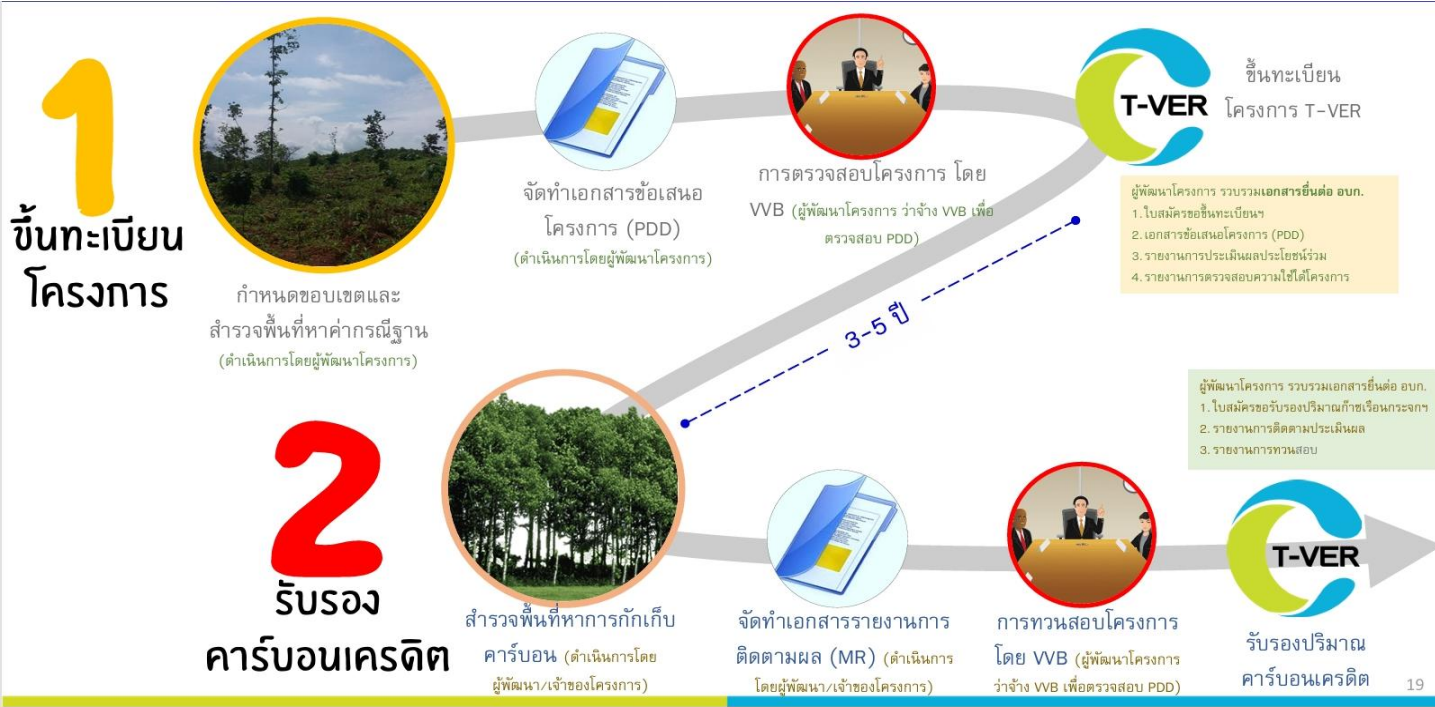 1
ขึ้นทะเบียน
โครงการ
กำหนดขอบเขตและ
สำรวจพื้นที่หาค่ากรณีฐาน
(ดำเนินการโดยผู้พัฒนาโครงการ)
จัดทำเอกสารข้อเสนอ
โครงการ (PDD)
(ดำเนินการโดยผู้พัฒนาโครงการ)
การตรวจสอบโครงการ โดย
VVB (ผู้พัฒนาโครงการ ว่าจ้าง VVB เพื่อ
ตรวจสอบ PDD)
T-VER
ขึ้นทะเบียน
โครงการ T-VER
ผู้พัฒนาโครงการ รวบรวมเอกสารยื่นต่อ อบก.
1. ใบสมัครขอขึ้นทะเบียนฯ
2. เอกสารข้อเสนอโครงการ (PDD)
3. รายงานการประเมินผลประโยชน์ร่วม
4. รายงานการตรวจสอบความใช้ได้โครงการ
3-5 ปี
2
รับรอง
คาร์บอนเครดิต
สำรวจพื้นที่หาการกักเก็บ
คาร์บอน (ดำเนินการโดย
ผู้พัฒนา/เจ้าของโครงการ)
จัดทำเอกสารรายงานการ
ติดตามผล (MR) (ดำเนินการ
โดยผู้พัฒนา/เจ้าของโครงการ)
การทวนสอบโครงการ
โดย VVB (ผู้พัฒนาโครงการ
ว่าจ้าง VVB เพื่อตรวจสอบ PDD)
ผู้พัฒนาโครงการ รวบรวมเอกสารยื่นต่อ อบก.
1. ใบสมัครขอรับรองปริมาณก๊าซเรือนกระจกฯ
2. รายงานการติดตามประเมินผล
3. รายงานการทวนสอบ
T-VER
รับรองปริมาณ
คาร์บอนเครดิต
19